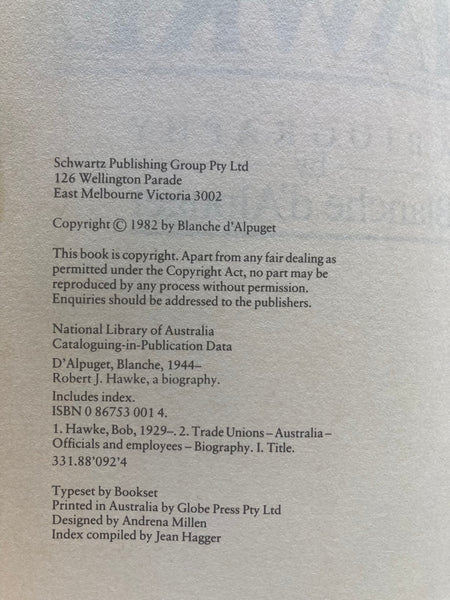 Schwartz Publishing Group Pty Ltd
126 Wellington Parade
East Melbourne Victoria 3002
Copyright © 1982 by Blanche d'Alpuget
This book is copyright. Apart from any fair dealing as
permitted under the Copyright Act, no part may be
reproduced by any process without permission.
Enquiries should be addressed to the publishers.
National Library of Australia
Cataloguing-in-Publication Data
D'Alpuget, Blanche, 1944–
Robert J. Hawke, a biography.
Includes index.
ISBN 0 86753 001 4.
1. Hawke, Bob, 1929–. 2. Trade Unions – Australia –
Officials and employees – Biography. I. Title.
331.88'092'4
Typeset by Bookset
Printed in Australia by Globe Press Pty Ltd
Designed by Andrena Millen
Index compiled by Jean Hagger